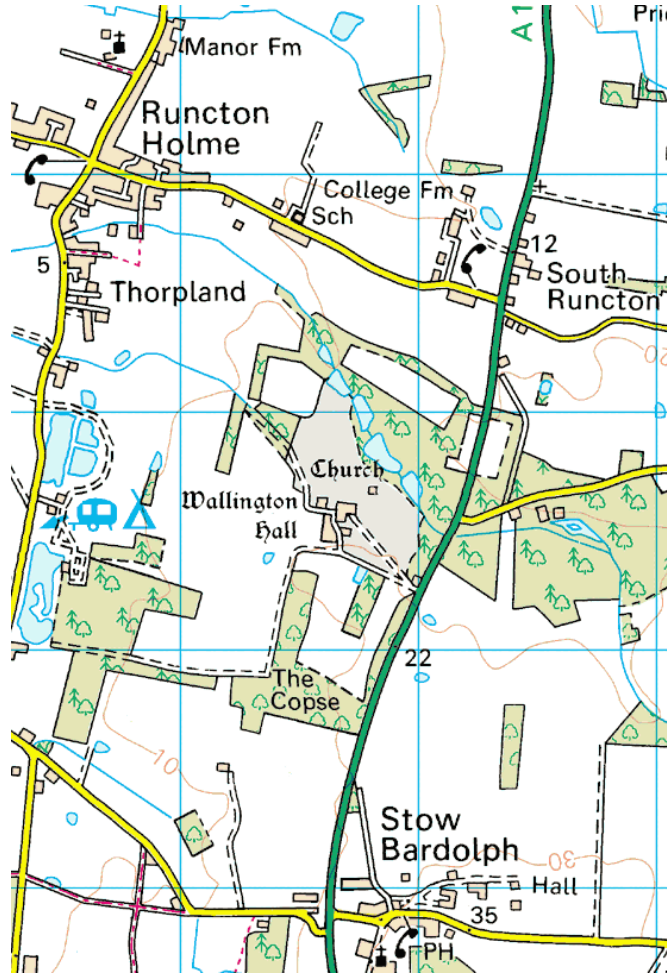 A1
Pri
Manor Fm
Runcton
Holme
College Fm
Sch
12
5
South
Runcton
Thorpland
20
Church
Wallington
Hall
22
The
Copse
10
Stow
Bardolph
30
Hall
35
PH